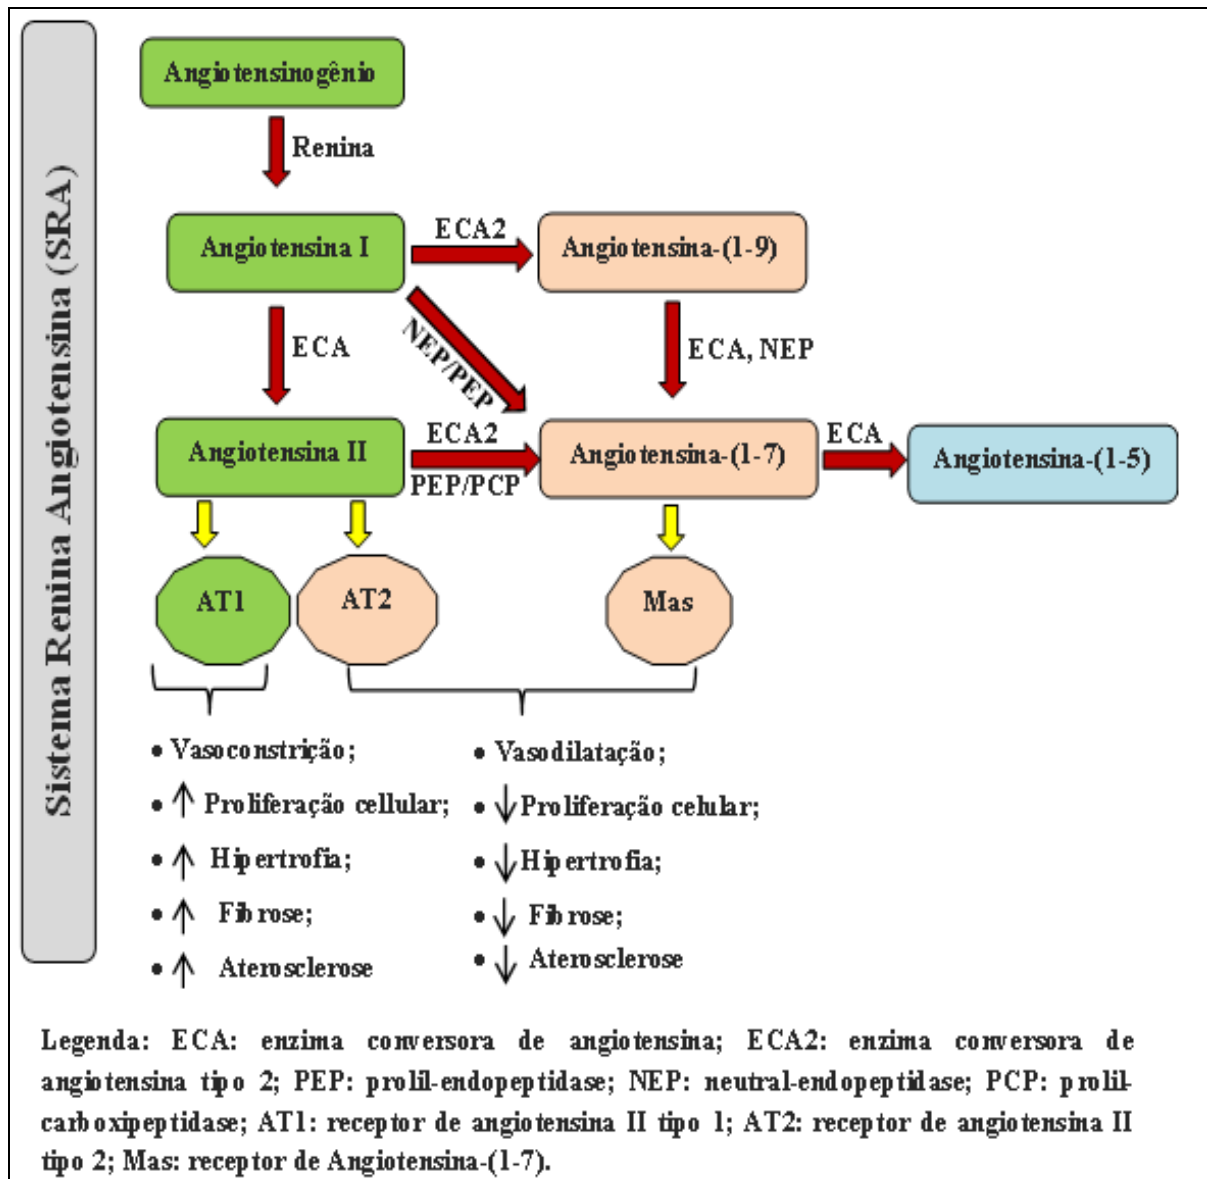 Sistema Renina Angiotensina (SRA)
Angiotensinogênio
Renina
Angiotensina I
ECA2
Angiotensina-(1-9)
ECA
NEP/PEP
ECA, NEP
Angiotensina II
ECA2
PEP/PCP
Angiotensina-(1-7)
ECA
Angiotensina-(1-5)
AT1
AT2
Mas
• Vasoconstrição;
• ↑ Proliferação cellular;
• ↑ Hipertrofia;
• ↑ Fibrose;
• ↑ Aterosclerose
• Vasodilatação;
• ↓ Proliferação celular;
• ↓ Hipertrofia;
• ↓ Fibrose;
• ↓ Aterosclerose
Legenda: ECA: enzima conversora de angiotensina; ECA2: enzima conversora de
angiotensina tipo 2; PEP: prolil-endopeptidase; NEP: neutral-endopeptidase; PCP: prolil-
carboxipeptidase; AT1: receptor de angiotensina II tipo 1; AT2: receptor de angiotensina II
tipo 2; Mas: receptor de Angiotensina-(1-7).